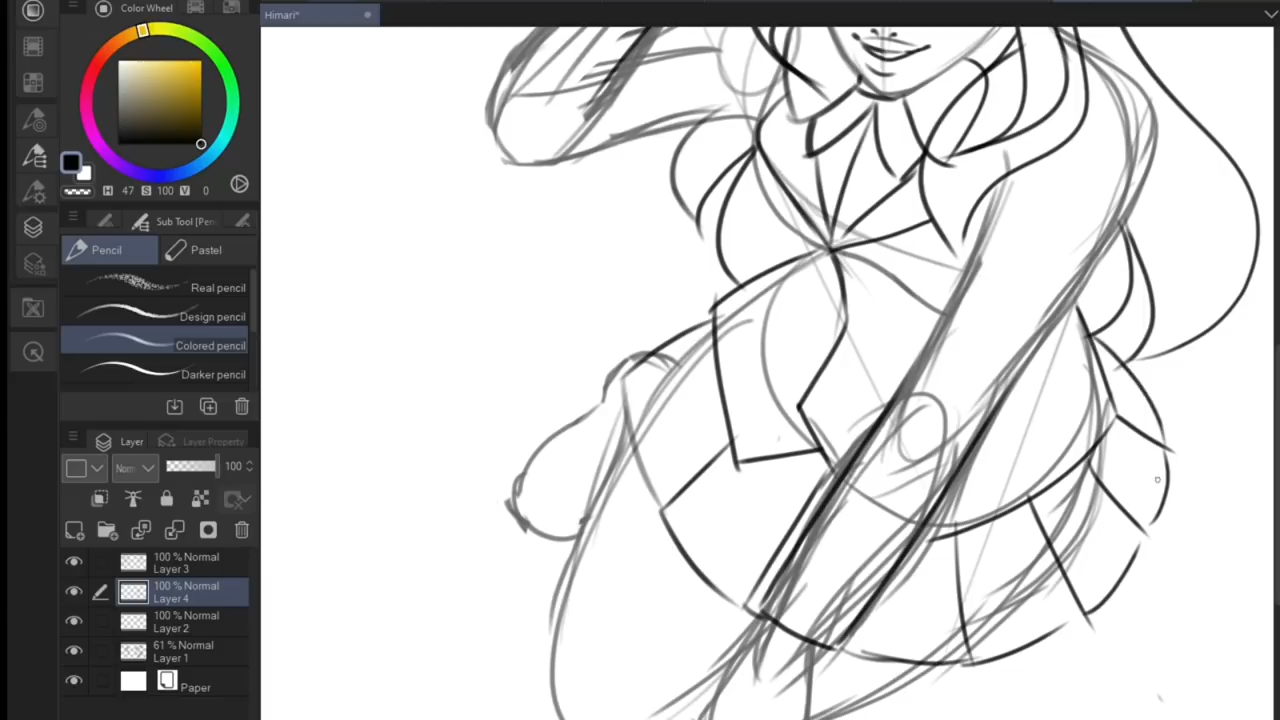 Color Wheel
Himari*
H 47 S 100 V 0
Sub Tool [Penc
Pencil
Pastel
Real pencil
Design pencil
Colored pencil
Darker pencil
Layer
Layer Property
Norm
100
100 % Normal
Layer 3
100 % Normal
Layer 4
100 % Normal
Layer 2
61 % Normal
Layer 1
Paper